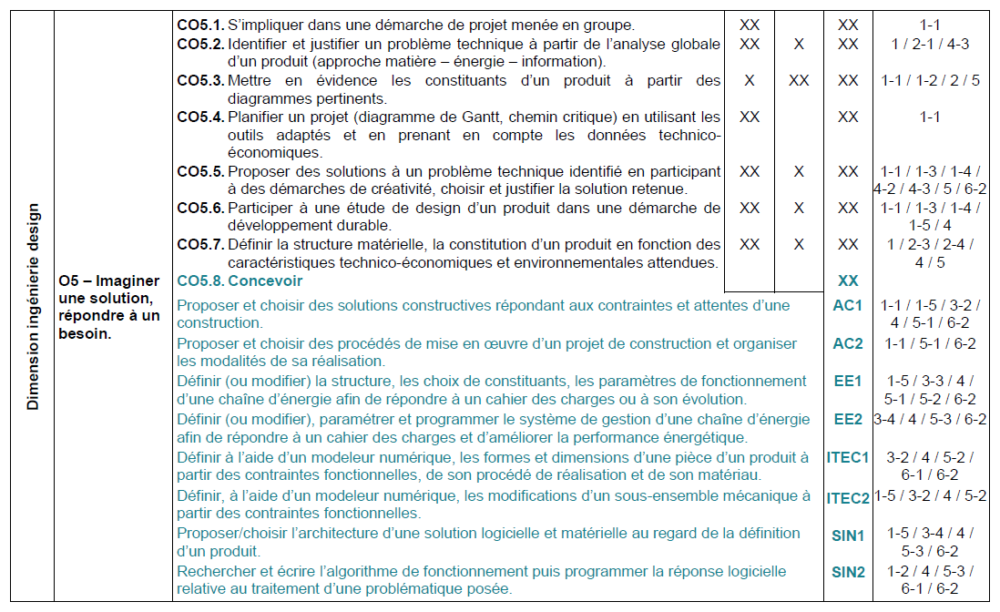 Dimension ingénierie design
O5 – Imaginer
une solution,
répondre à un
besoin.
CO5.1. S’impliquer dans une démarche de projet menée en groupe. XX XX 1-1
CO5.2. Identifier et justifier un problème technique à partir de l’analyse globale XX X XX 1 / 2-1 / 4-3
d’un produit (approche matière – énergie – information).
CO5.3. Mettre en évidence les constituants d’un produit à partir des X XX XX 1-1 / 1-2 / 2 / 5
diagrammes pertinents.
CO5.4. Planifier un projet (diagramme de Gantt, chemin critique) en utilisant les XX XX 1-1
outils adaptés et en prenant en compte les données technico-
économiques.
CO5.5. Proposer des solutions à un problème technique identifié en participant XX X XX 1-1 / 1-3 / 1-4 /
à des démarches de créativité, choisir et justifier la solution retenue. 4-2 / 4-3 / 5 / 6-2
CO5.6. Participer à une étude de design d’un produit dans une démarche de XX X XX 1-1 / 1-3 / 1-4 /
développement durable. 1-5 / 4
CO5.7. Définir la structure matérielle, la constitution d’un produit en fonction des XX X XX 1 / 2-3 / 2-4 /
caractéristiques technico-économiques et environnementales attendues. 4 / 5
CO5.8. Concevoir XX
Proposer et choisir des solutions constructives répondant aux contraintes et attentes d’une AC1 1-1 / 1-5 / 3-2 /
construction. 4 / 5-1 / 6-2
Proposer et choisir des procédés de mise en œuvre d’un projet de construction et organiser AC2 1-1 / 5-1 / 6-2
les modalités de sa réalisation.
Définir (ou modifier) la structure, les choix de constituants, les paramètres de fonctionnement EE1 1-5 / 3-3 / 4 /
d’une chaîne d’énergie afin de répondre à un cahier des charges ou à son évolution. 5-1 / 5-2 / 6-2
Définir (ou modifier), paramétrer et programmer le système de gestion d’une chaîne d’énergie EE2 3-4 / 4 / 5-3 / 6-2
afin de répondre à un cahier des charges et d’améliorer la performance énergétique.
Définir à l’aide d’un modeleur numérique, les formes et dimensions d’une pièce d’un produit à ITEC1 3-2 / 4 / 5-2 /
partir des contraintes fonctionnelles, de son procédé de réalisation et de son matériau. 6-1 / 6-2
Définir, à l’aide d’un modeleur numérique, les modifications d’un sous-ensemble mécanique à ITEC2 1-5 / 3-2 / 4 / 5-2
partir des contraintes fonctionnelles.
Proposer/choisir l’architecture d’une solution logicielle et matérielle au regard de la définition SIN1 1-5 / 3-4 / 4 /
d’un produit. 5-3 / 6-2
Rechercher et écrire l’algorithme de fonctionnement puis programmer la réponse logicielle SIN2 1-2 / 4 / 5-3 /
relative au traitement d’une problématique posée. 6-1 / 6-2